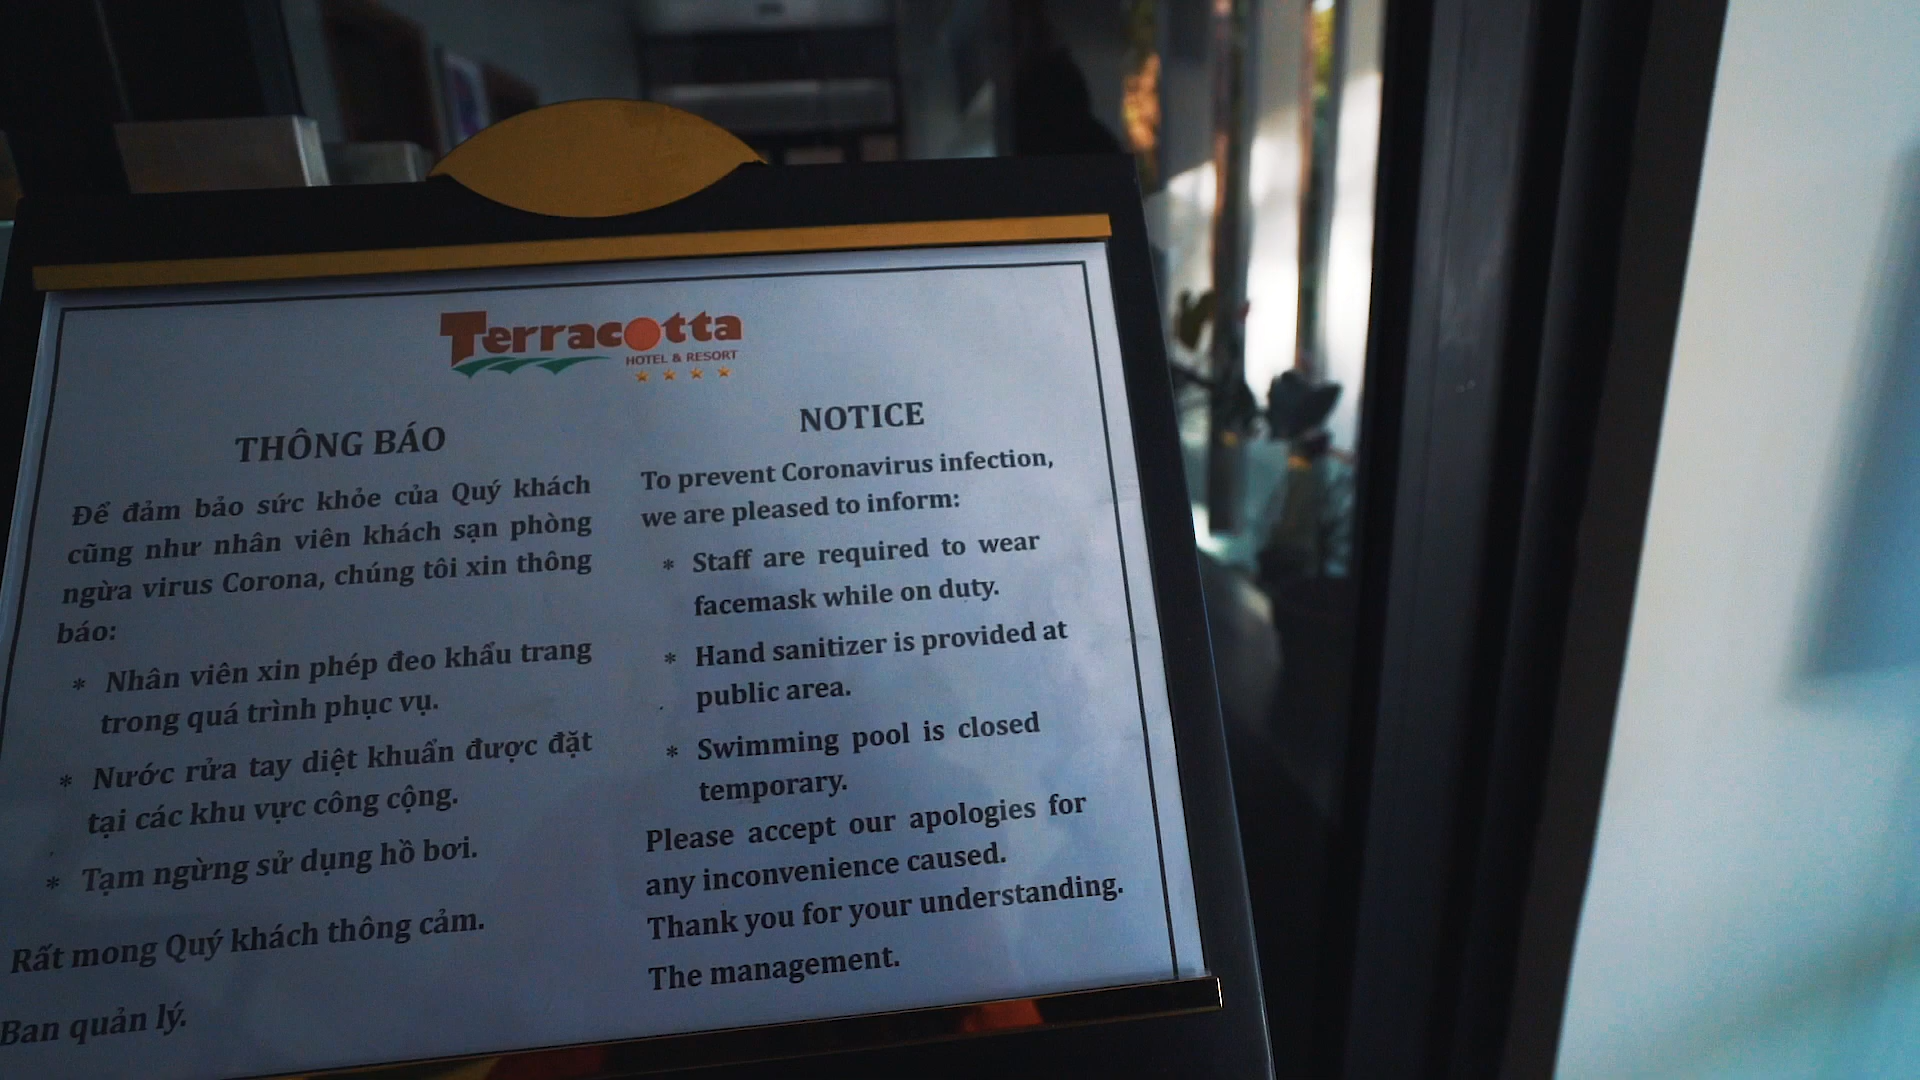 Terracotta
HOTEL & RESORT
THÔNG BÁO
Để đảm bảo sức khỏe của Quý khách
cũng như nhân viên khách sạn phòng
ngừa virus Corona, chúng tôi xin thông
báo:
* Nhân viên xin phép đeo khẩu trang
trong quá trình phục vụ.
* Nước rửa tay diệt khuẩn được đặt
tại các khu vực công cộng.
* Tạm ngừng sử dụng hồ bơi.
Rất mong Quý khách thông cảm.
Ban quản lý.
NOTICE
To prevent Coronavirus infection,
we are pleased to inform:
* Staff are required to wear
facemask while on duty.
* Hand sanitizer is provided at
public area.
* Swimming pool is closed
temporary.
Please accept our apologies for
any inconvenience caused.
Thank you for your understanding.
The management.